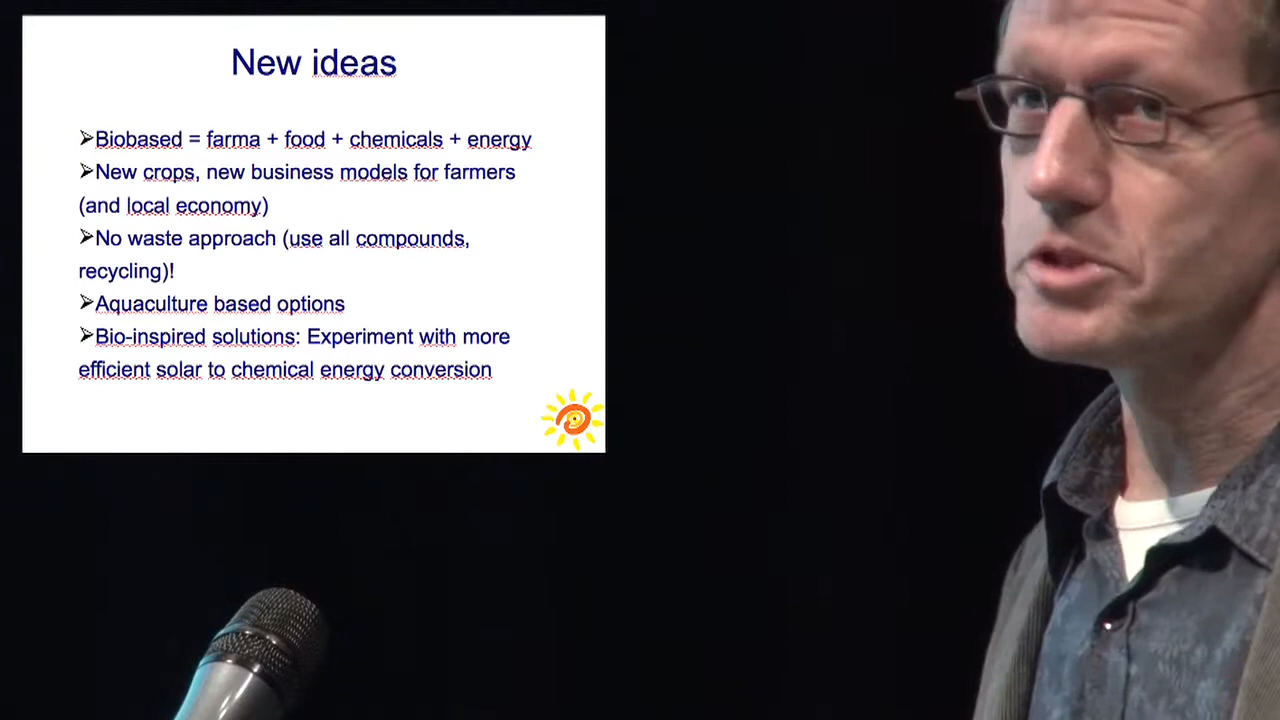 New ideas
➢Biobased = farma + food + chemicals + energy
➢New crops, new business models for farmers
(and local economy)
➢No waste approach (use all compounds,
recycling)!
➢Aquaculture based options
➢Bio-inspired solutions: Experiment with more
efficient solar to chemical energy conversion